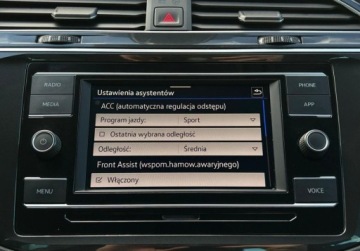 RADIO
MEDIA
MENU
Ustawienia asystentów
ACC (automatyczna regulacja odstępu)
Program jazdy: Sport
Ostatnia wybrana odległość
Odległość: Średnia
Front Assist (wspom.hamow.awaryjnego)
Włączony
PHONE
APP
VOICE